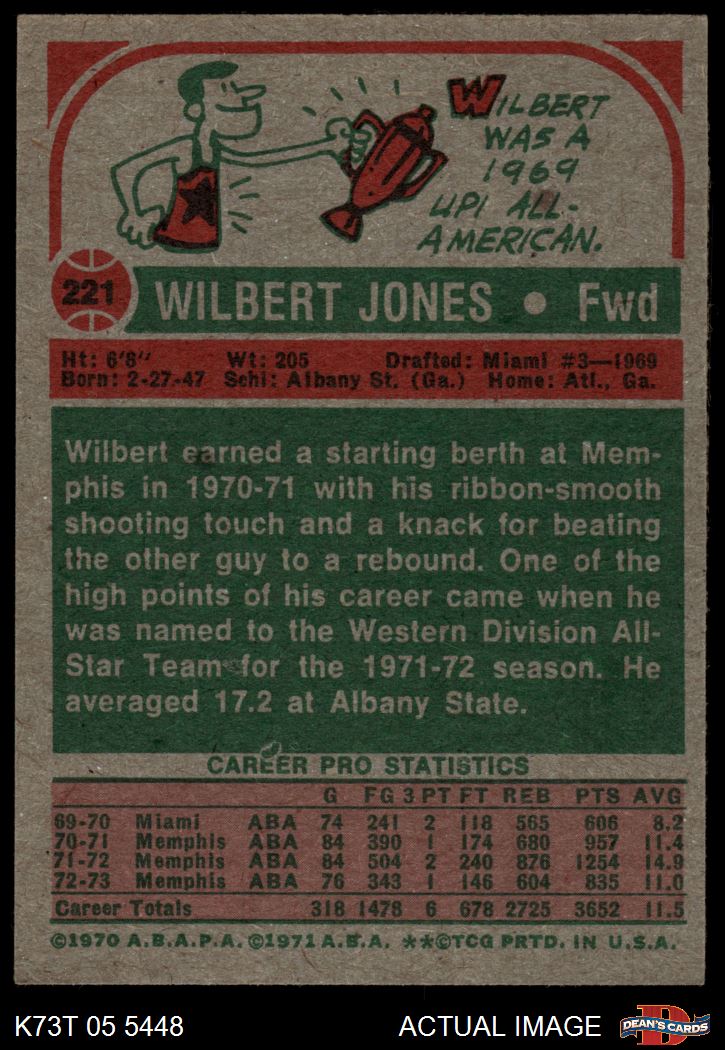 WILBERT
WAS A
1969
UPI ALL-
AMERICAN.
221 WILBERT JONES • Fwd
Ht: 6'8" Wt: 205 Drafted: Miami #3—1969
Born: 2-27-47 Schl: Albany St. (Ga.) Home: Atl., Ga.
Wilbert earned a starting berth at Mem-
phis in 1970-71 with his ribbon-smooth
shooting touch and a knack for beating
the other guy to a rebound. One of the
high points of his career came when he
was named to the Western Division All-
Star Team for the 1971-72 season. He
averaged 17.2 at Albany State.
CAREER PRO STATISTICS
G FG 3PT FT REB PTS AVG
69-70 Miami ABA 74 241 2 118 565 606 8.2
70-71 Memphis ABA 84 390 1 174 680 957 11.4
71-72 Memphis ABA 84 504 2 240 876 1254 14.9
72-73 Memphis ABA 76 343 1 146 604 835 11.0
Career Totals 318 1478 6 678 2725 3652 11.5
©1970 A.B.A.P.A. ©1971 A.B.A. **©TCG PRTD. IN U.S.A.
K73T 05 5448 ACTUAL IMAGE DEAN'S CARDS